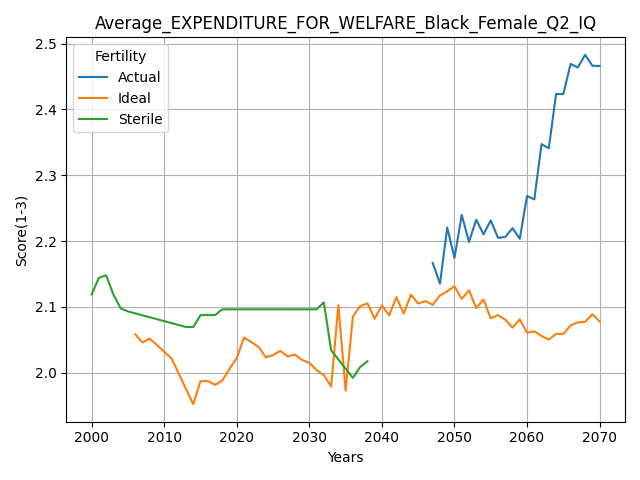 Average_EXPENDITURE_FOR_WELFARE_Black_Female_Q2_IQ
Fertility
Actual
Ideal
Sterile
Score(1-3)
2.5
2.4
2.3
2.2
2.1
2.0
2000 2010 2020 2030 2040 2050 2060 2070
Years